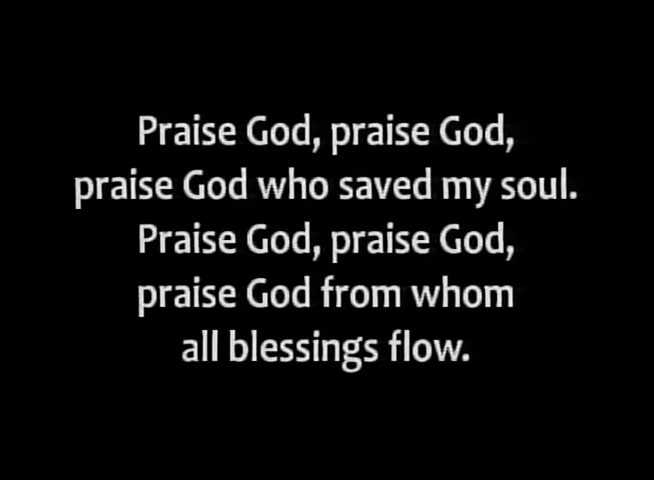 Praise God, praise God,
praise God who saved my soul.
Praise God, praise God,
praise God from whom
all blessings flow.